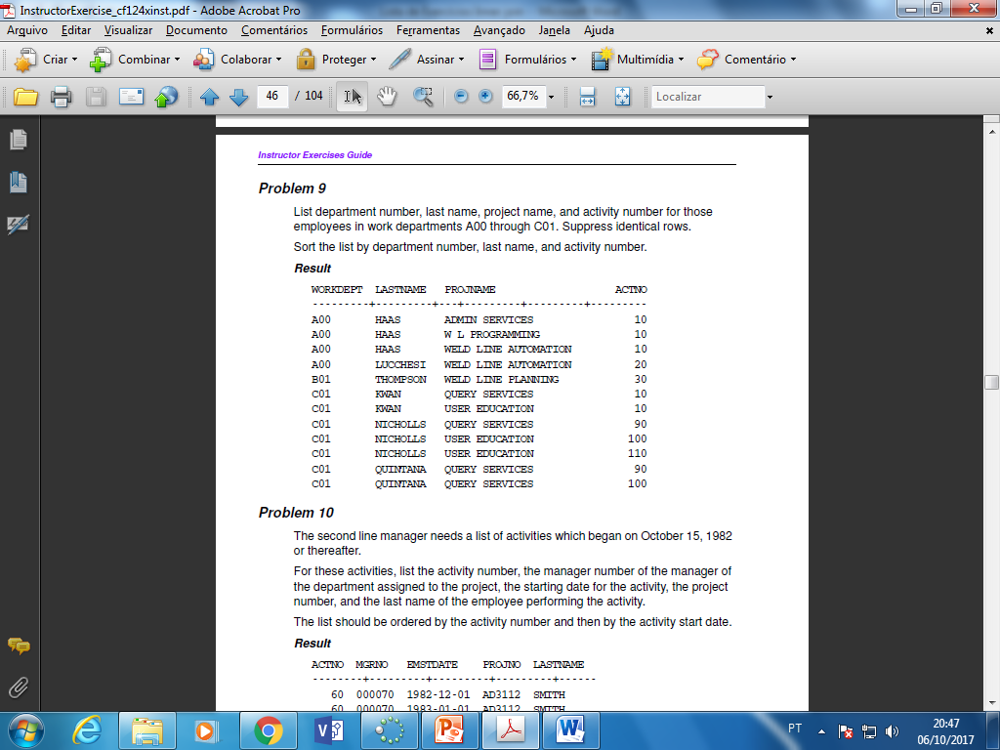 InstructorExercise_cf124xinst.pdf - Adobe Acrobat Pro
Arquivo Editar Visualizar Documento Comentários Formulários Ferramentas Avançado Janela Ajuda
Criar Combinar Colaborar Proteger Assinar Formulários Multimídia Comentário
46 / 104 66,7% Localizar
Instructor Exercises Guide
Problem 9
List department number, last name, project name, and activity number for those
employees in work departments A00 through C01. Suppress identical rows.
Sort the list by department number, last name, and activity number.
Result
WORKDEPT LASTNAME PROJNAME ACTNO
---------+---------+---+---------+---------+---------
A00 HAAS ADMIN SERVICES 10
A00 HAAS W L PROGRAMMING 10
A00 HAAS WELD LINE AUTOMATION 10
A00 LUCCHESI WELD LINE AUTOMATION 20
B01 THOMPSON WELD LINE PLANNING 30
C01 KWAN QUERY SERVICES 10
C01 KWAN USER EDUCATION 10
C01 NICHOLLS QUERY SERVICES 90
C01 NICHOLLS USER EDUCATION 100
C01 NICHOLLS USER EDUCATION 110
C01 QUINTANA QUERY SERVICES 90
C01 QUINTANA QUERY SERVICES 100
Problem 10
The second line manager needs a list of activities which began on October 15, 1982
or thereafter.
For these activities, list the activity number, the manager number of the manager of
the department assigned to the project, the starting date for the activity, the project
number, and the last name of the employee performing the activity.
The list should be ordered by the activity number and then by the activity start date.
Result
ACTNO MGRNO EMSTDATE PROJNO LASTNAME
--------+---------+---------+---------+------
60 000070 1982-12-01 AD3112 SMITH
60 000070 1983-01-01 AD3112 SMITH
PT 20:47
06/10/2017